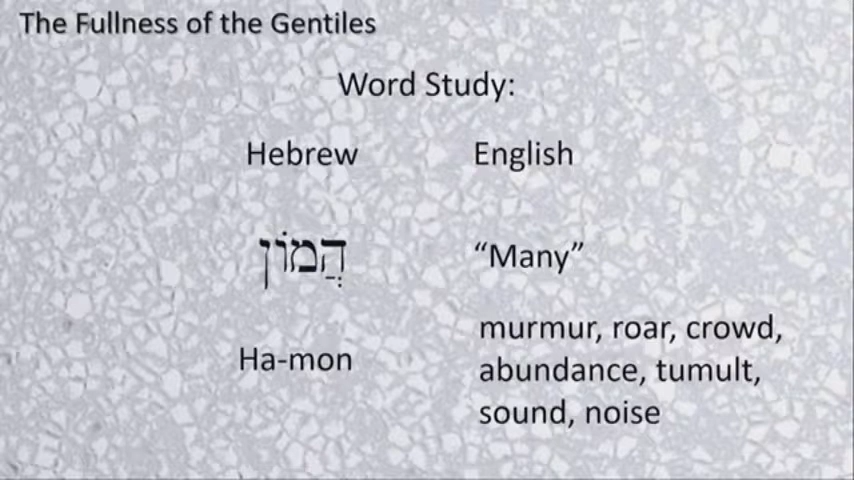 The Fullness of the Gentiles
Word Study:
Hebrew English
הֲמוֹן “Many”
murmur, roar, crowd,
Ha-mon
abundance, tumult,
sound, noise